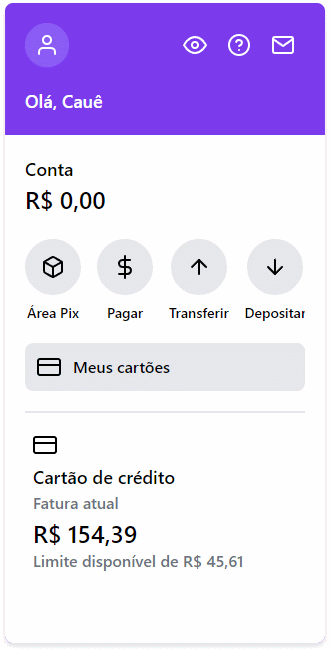 Olá, Cauê
Conta
R$ 0,00
Área Pix Pagar Transferir Depositar
Meus cartões
Cartão de crédito
Fatura atual
R$ 154,39
Limite disponível de R$ 45,61